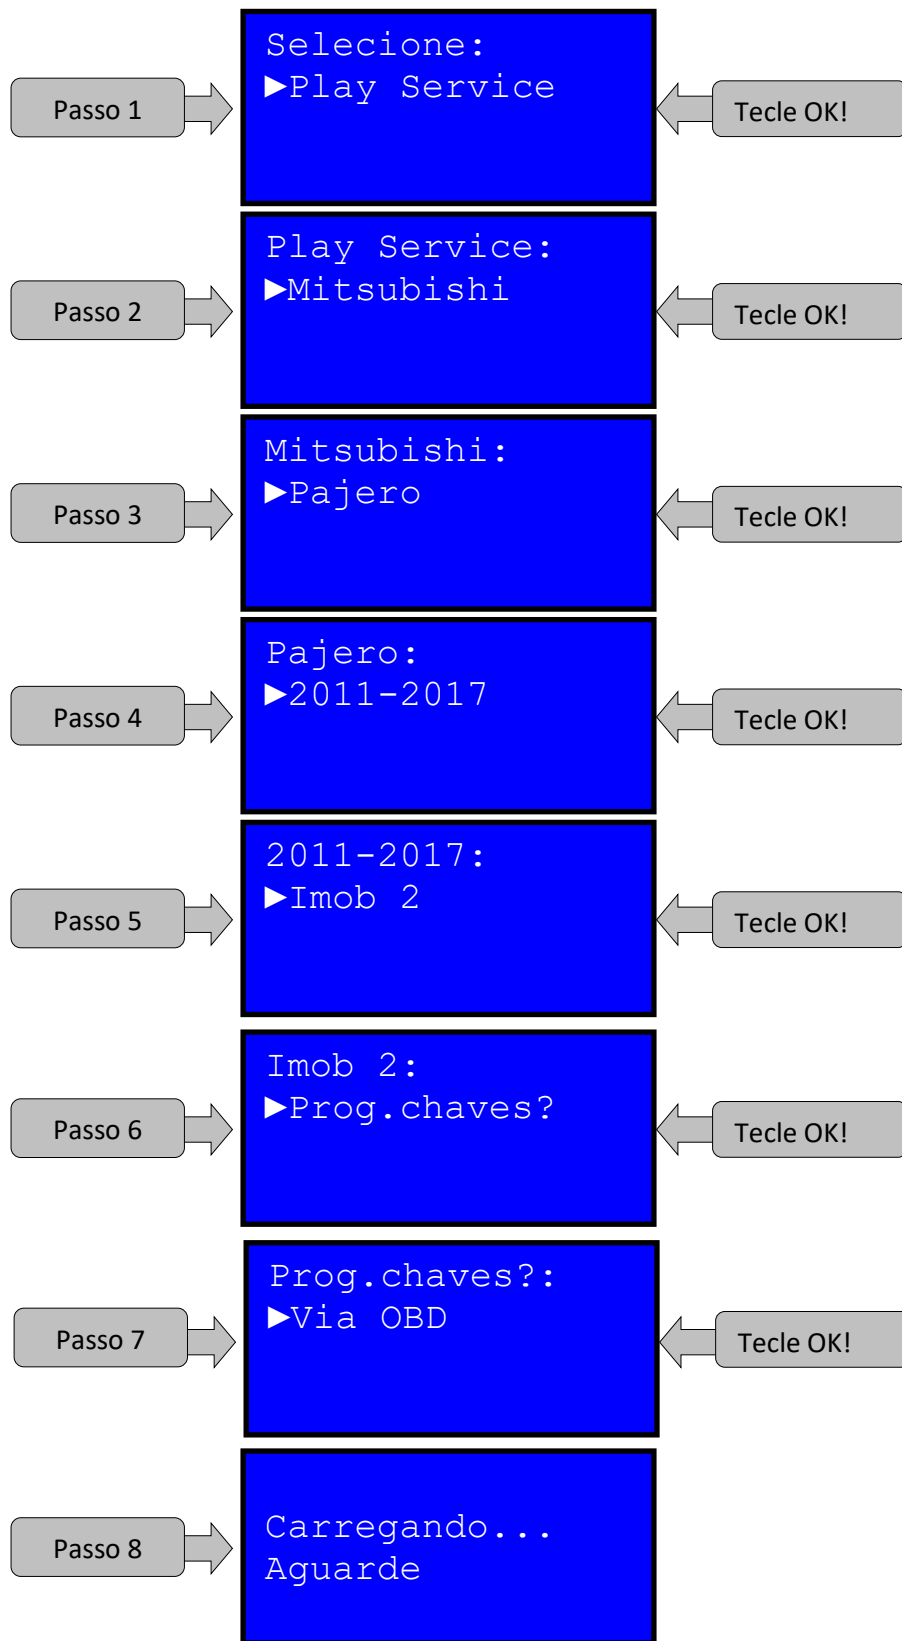 Selecione:
Passo 1
►Play Service
Tecle OK!
Play Service:
Passo 2
►Mitsubishi
Tecle OK!
Mitsubishi:
Passo 3
►Pajero
Tecle OK!
Pajero:
Passo 4
►2011-2017
Tecle OK!
2011-2017:
Passo 5
►Imob 2
Tecle OK!
Imob 2:
Passo 6
►Prog.chaves?
Tecle OK!
Prog.chaves?:
Passo 7
►Via OBD
Tecle OK!
Passo 8
Carregando...
Aguarde